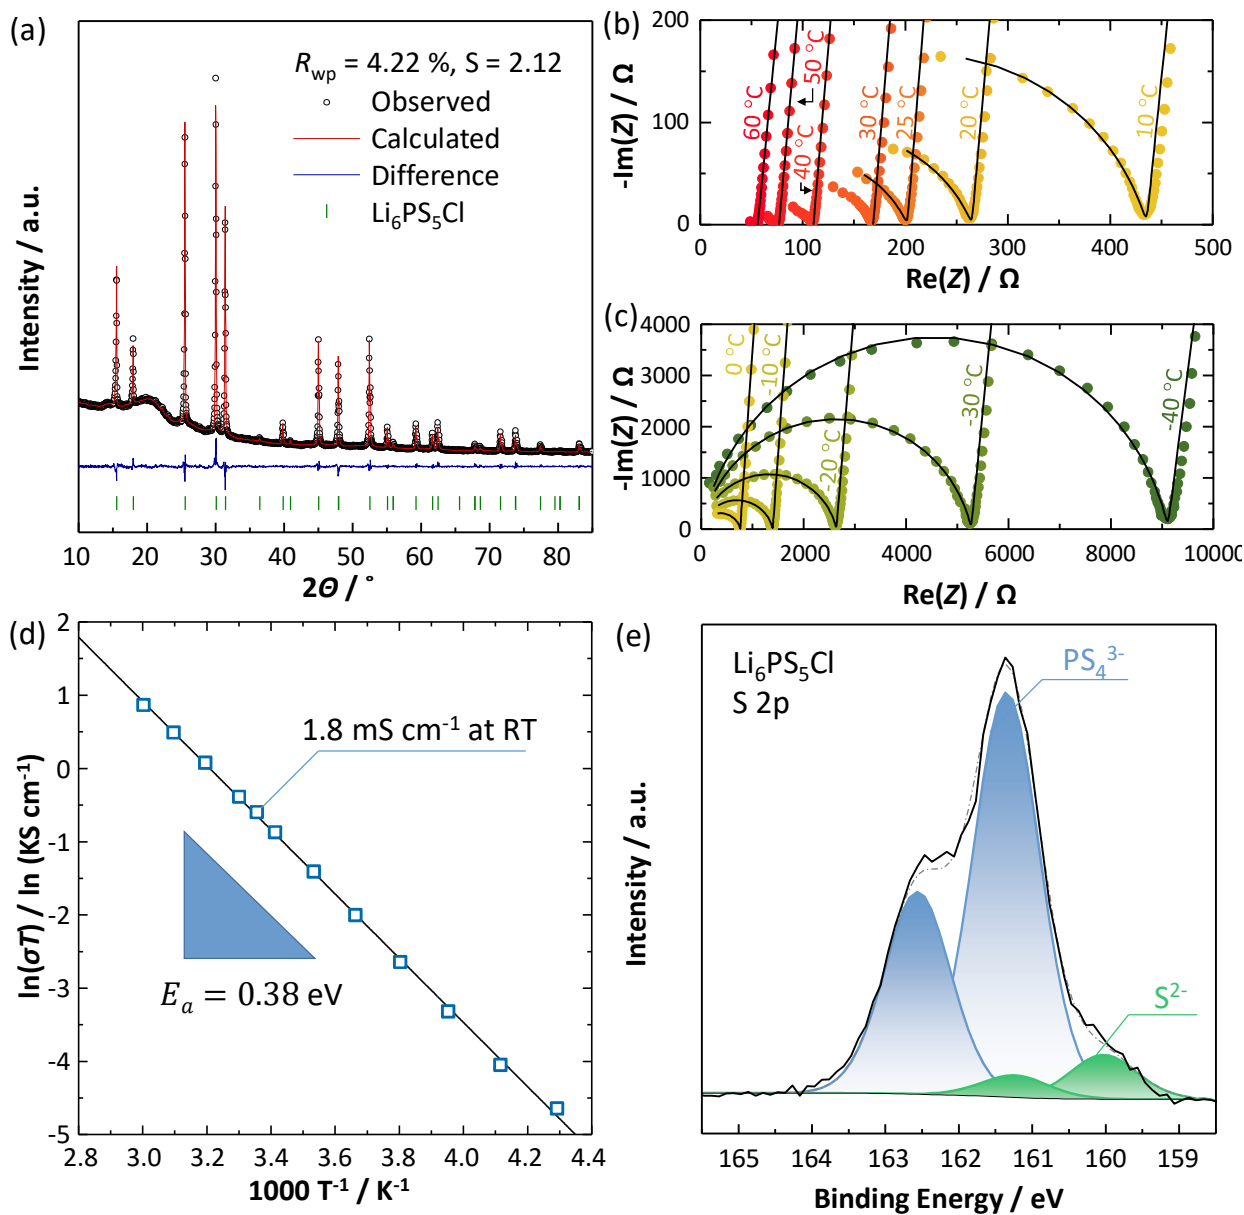 (a)
R_wp = 4.22 %, S = 2.12
Observed
Calculated
Difference
Li₆PS₅Cl
Intensity / a.u.
10 20 30 40 50 60 70 80
2Θ / °
(b)
200
100
0
-Im(Z) / Ω
60 °C
50 °C
40 °C
30 °C
25 °C
20 °C
10 °C
0 100 200 300 400 500
Re(Z) / Ω
(c)
4000
3000
2000
1000
0
-Im(Z) / Ω
0 °C
-10 °C
-20 °C
-30 °C
-40 °C
0 2000 4000 6000 8000 10000
Re(Z) / Ω
(d)
2
1
0
-1
-2
-3
-4
-5
ln(σT) / ln (KS cm⁻¹)
1.8 mS cm⁻¹ at RT
E_a = 0.38 eV
2.8 3.0 3.2 3.4 3.6 3.8 4.0 4.2 4.4
1000 T⁻¹ / K⁻¹
(e)
Li₆PS₅Cl
S 2p
PS₄³⁻
S²⁻
Intensity / a.u.
165 164 163 162 161 160 159
Binding Energy / eV